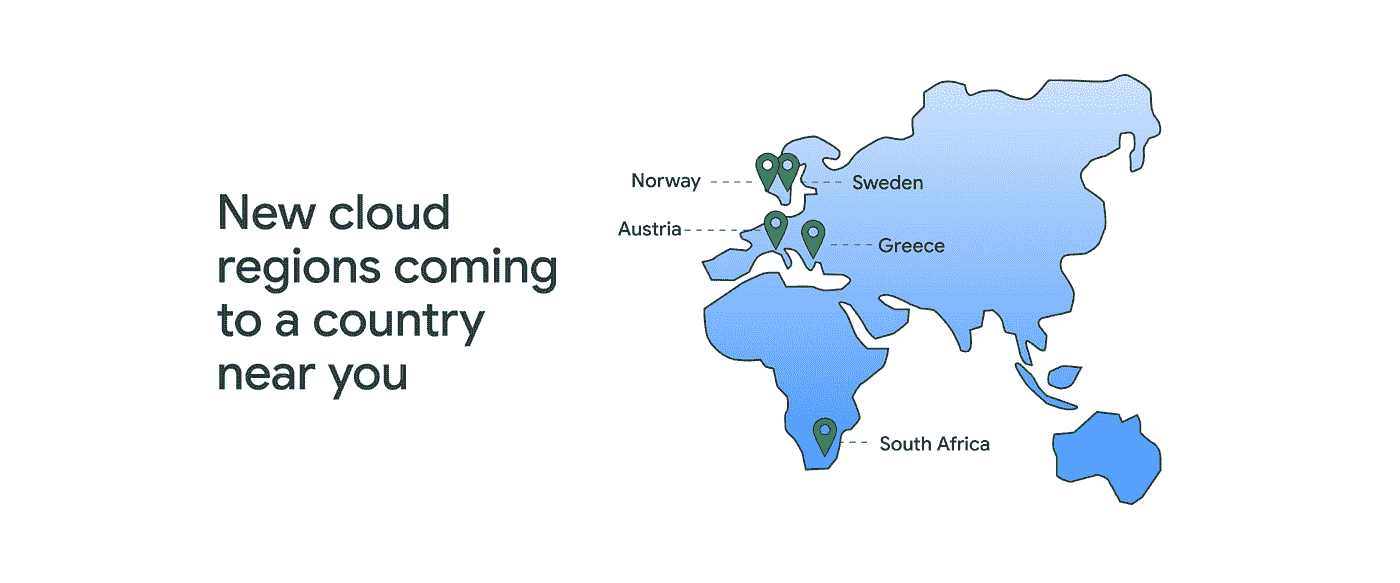 New cloud
regions coming
to a country
near you
Norway
Sweden
Austria
Greece
South Africa